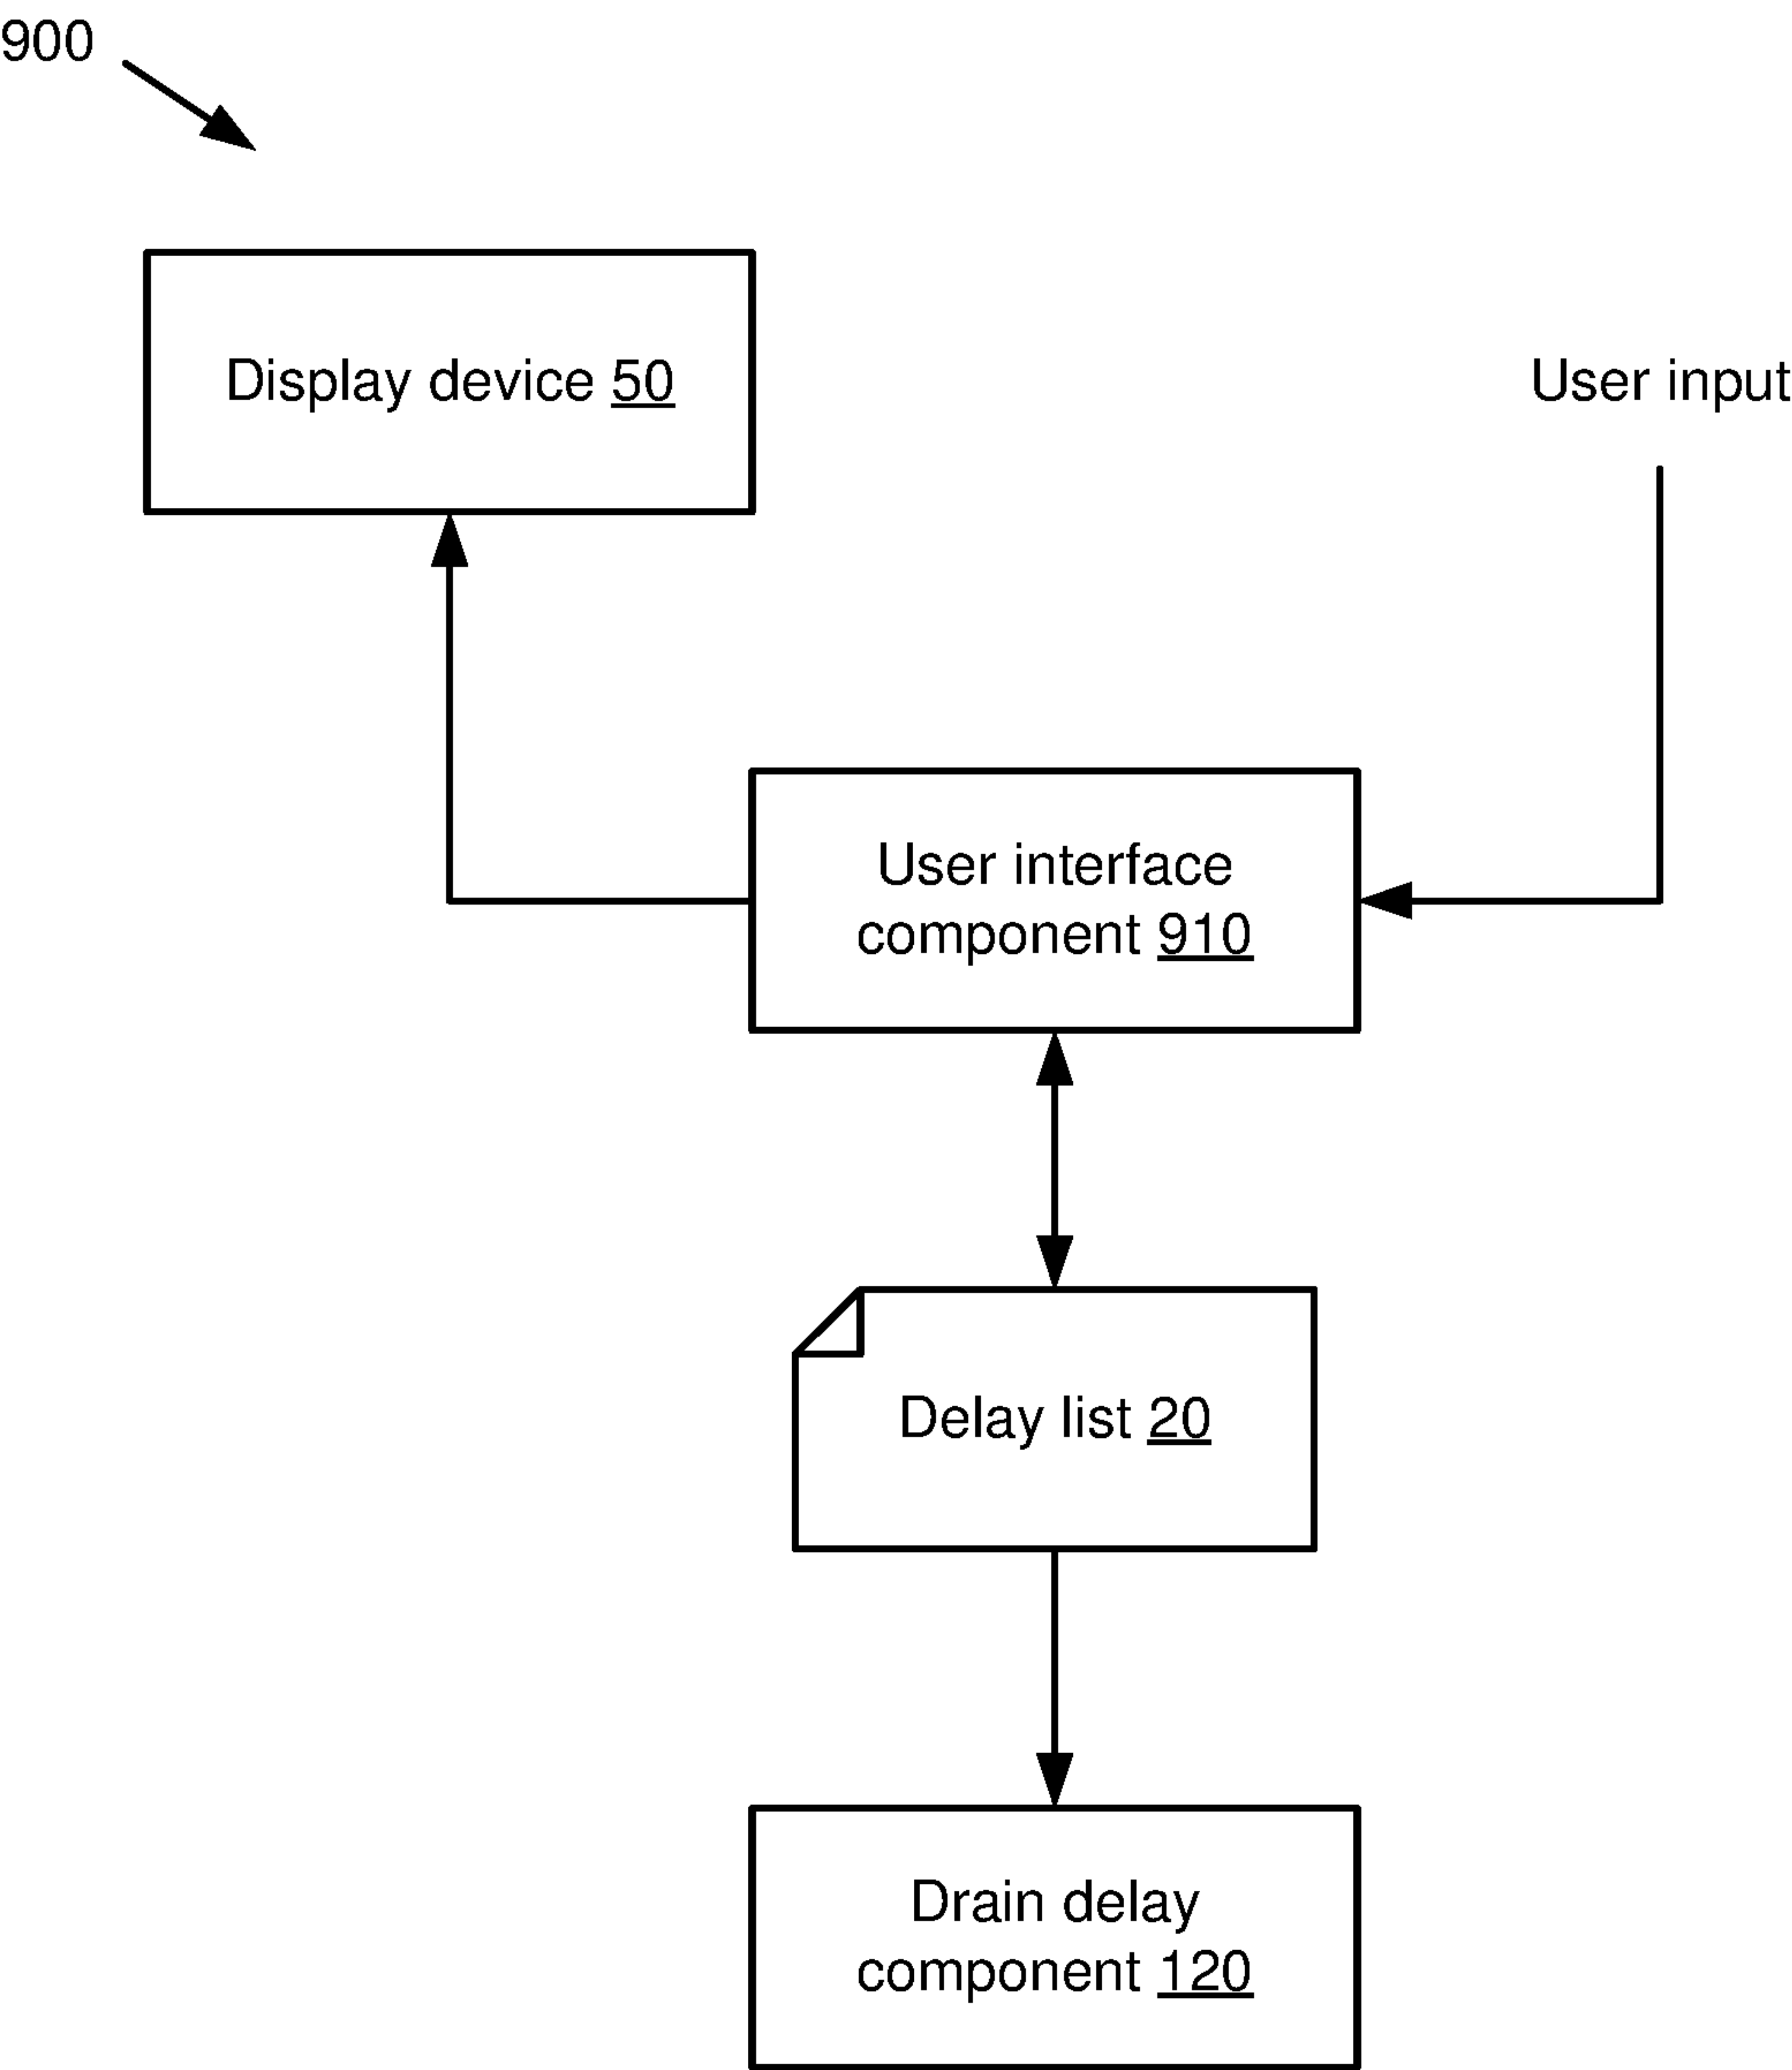 900
Display device 50
User input
User interface
component 910
Delay list 20
Drain delay
component 120